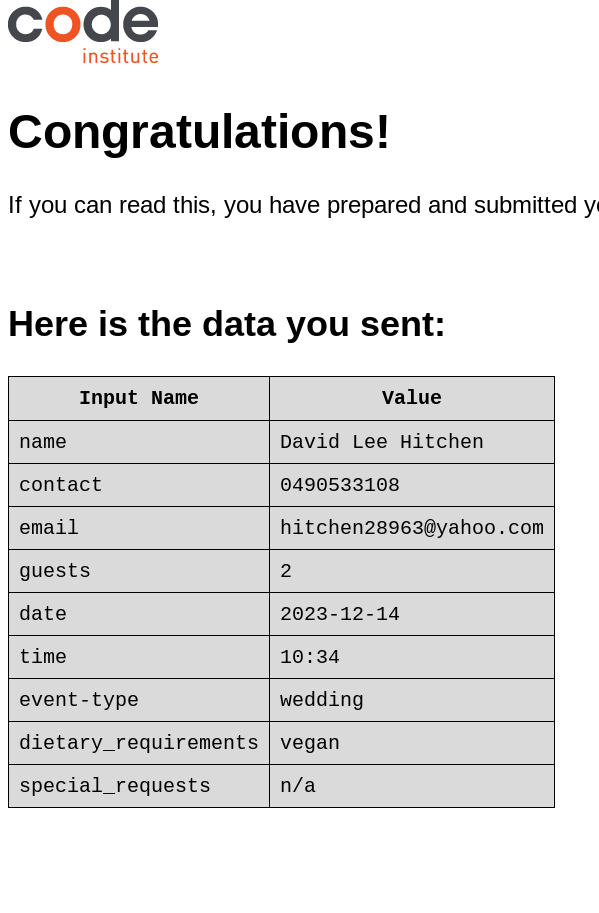 code
institute
Congratulations!
If you can read this, you have prepared and submitted
Here is the data you sent:
Input Name Value
name David Lee Hitchen
contact 0490533108
email hitchen28963@yahoo.com
guests 2
date 2023-12-14
time 10:34
event-type wedding
dietary_requirements vegan
special_requests n/a